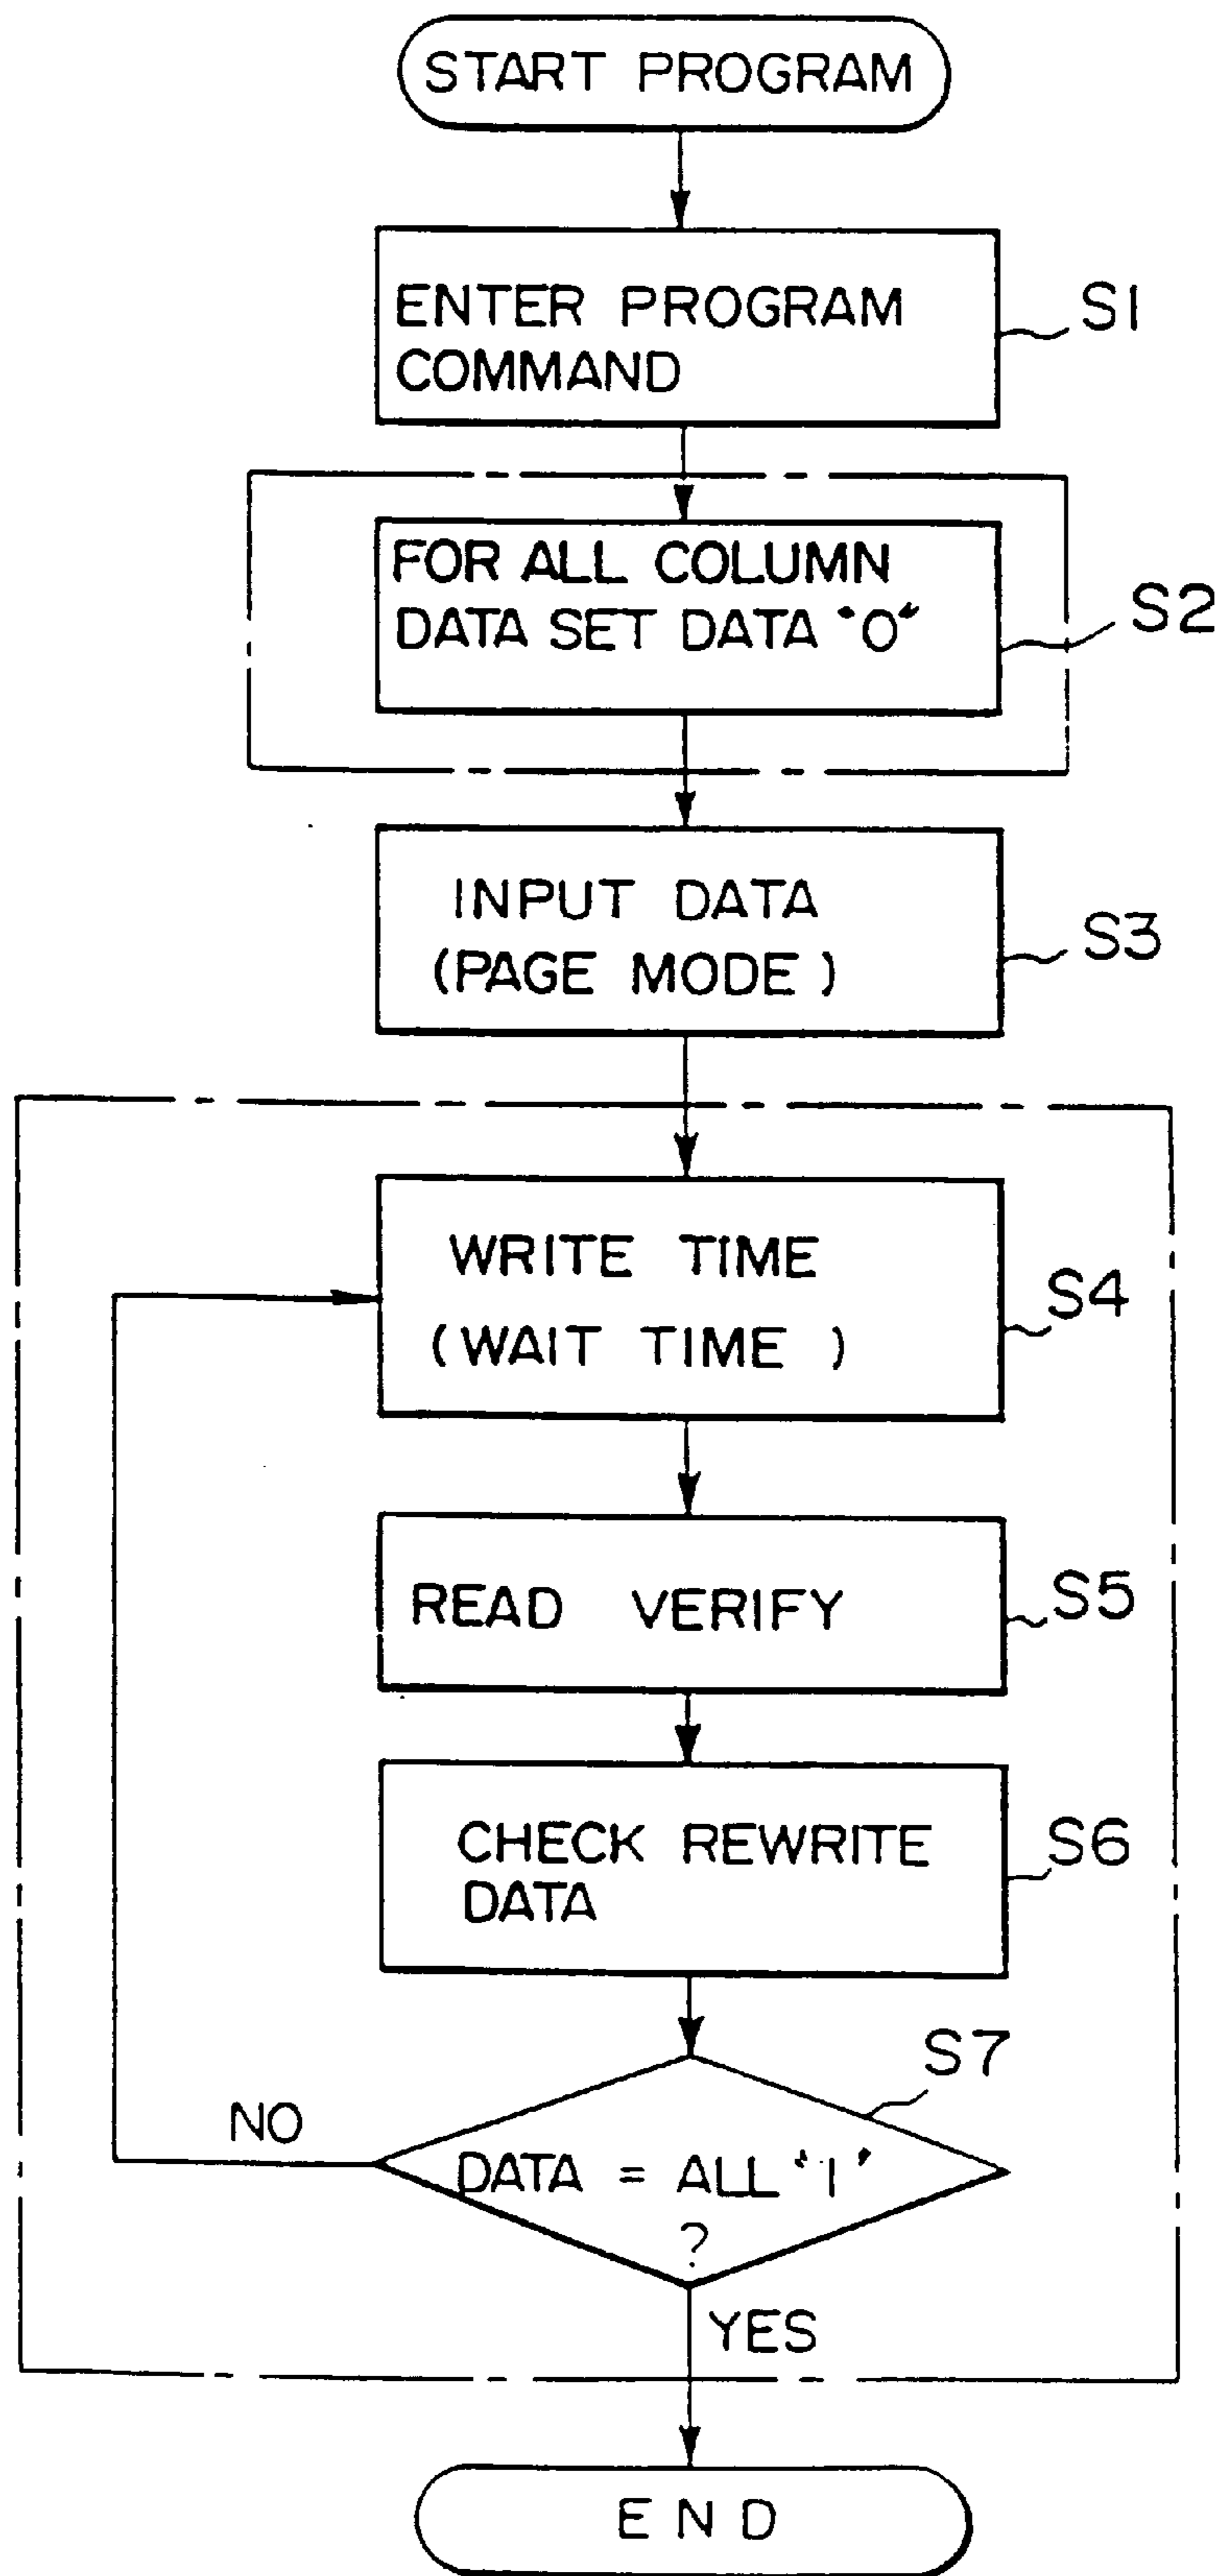 START PROGRAM
ENTER PROGRAM
COMMAND
S1
FOR ALL COLUMN
DATA SET DATA "0"
S2
INPUT DATA
(PAGE MODE)
S3
WRITE TIME
(WAIT TIME)
S4
READ VERIFY
S5
CHECK REWRITE
DATA
S6
S7
NO
DATA = ALL "1"
?
YES
END